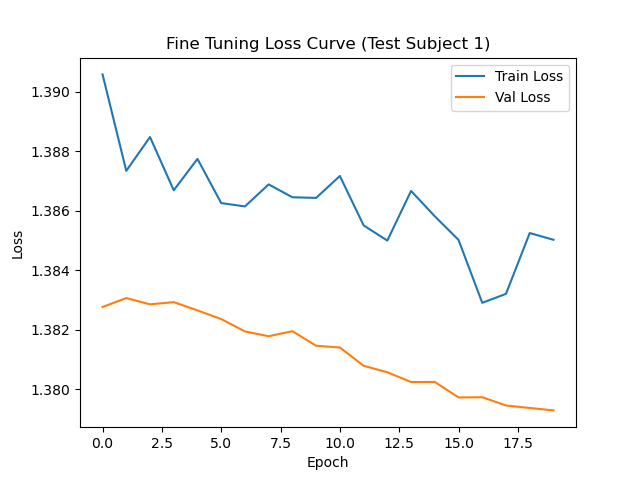 Fine Tuning Loss Curve (Test Subject 1)
Train Loss
Val Loss
1.390
1.388
1.386
1.384
1.382
1.380
Loss
0.0 2.5 5.0 7.5 10.0 12.5 15.0 17.5
Epoch